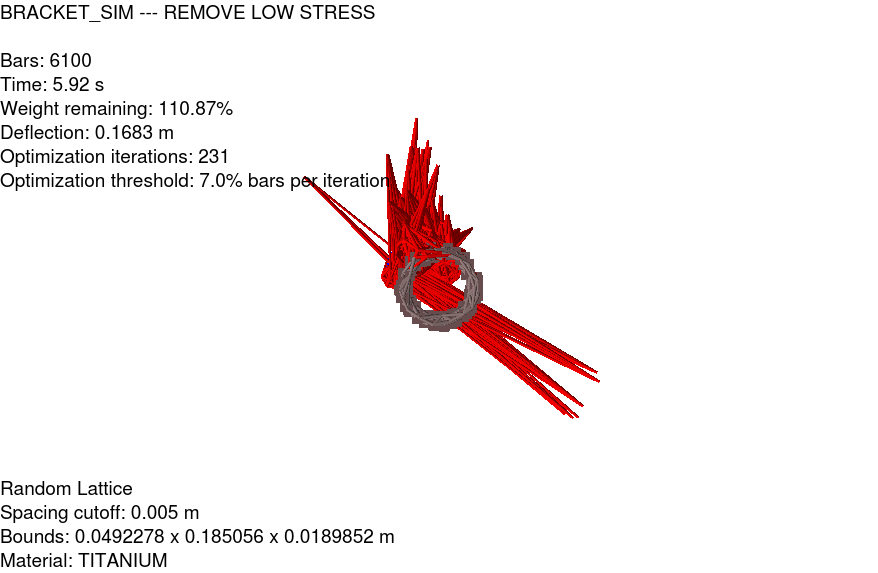 BRACKET_SIM --- REMOVE LOW STRESS
Bars: 6100
Time: 5.92 s
Weight remaining: 110.87%
Deflection: 0.1683 m
Optimization iterations: 231
Optimization threshold: 7.0% bars per iteration
Random Lattice
Spacing cutoff: 0.005 m
Bounds: 0.0492278 x 0.185056 x 0.0189852 m
Material: TITANIUM